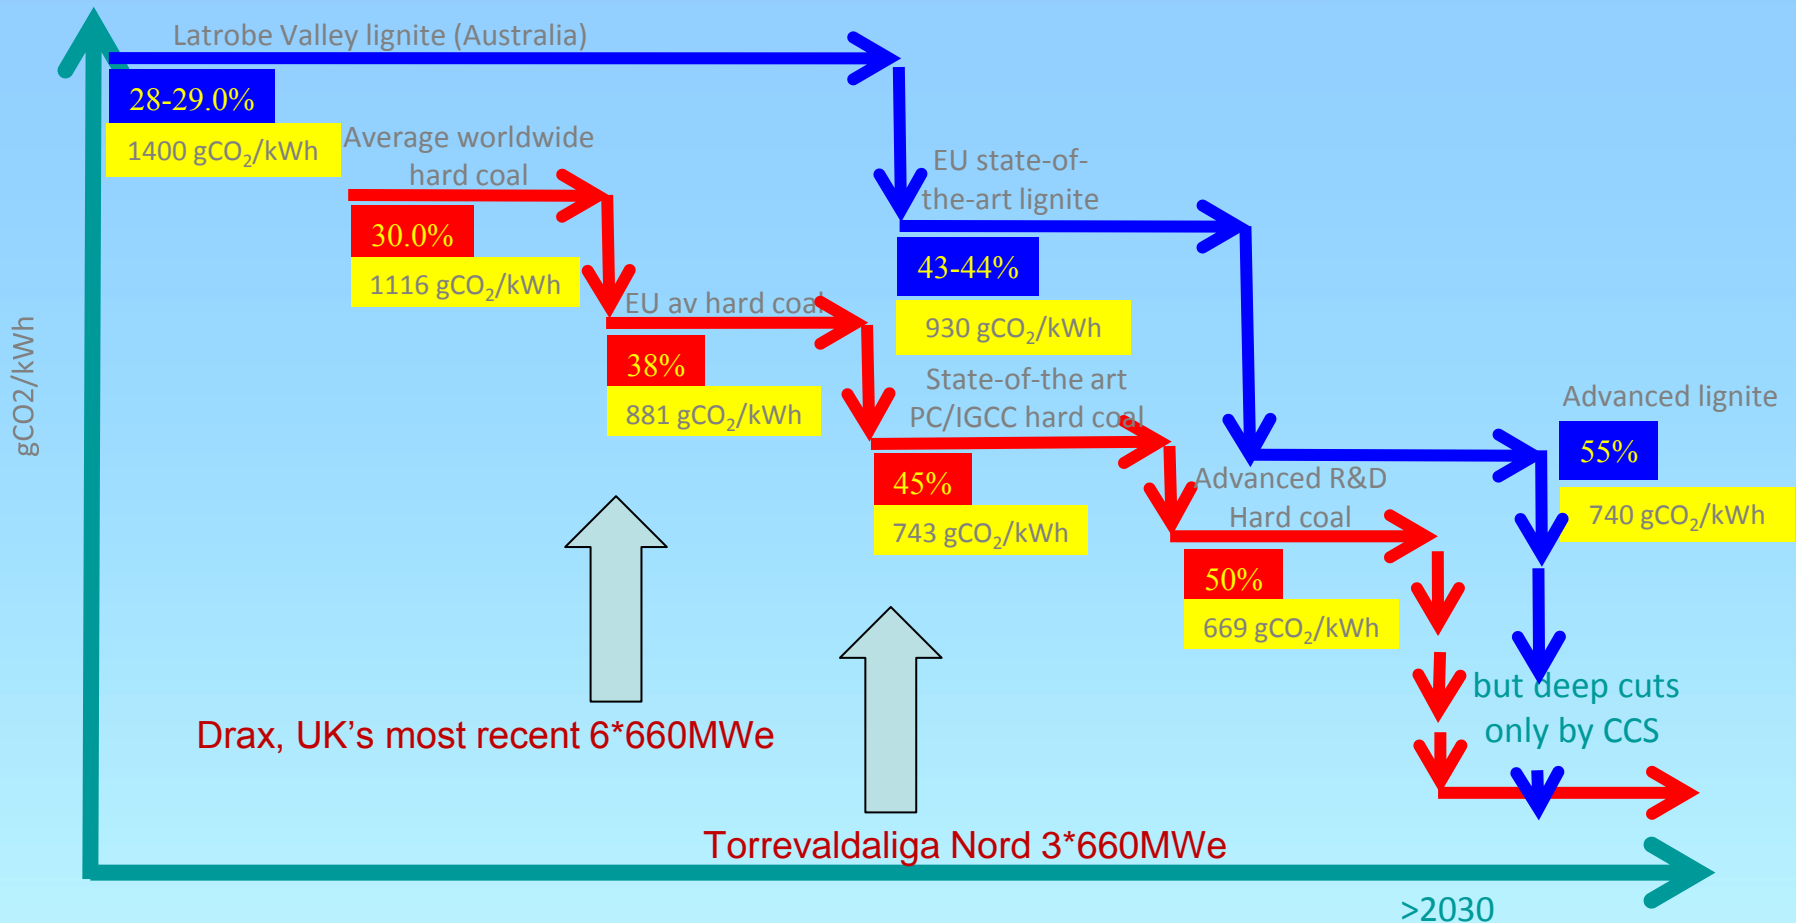 Latrobe Valley lignite (Australia)
28-29.0%
1400 gCO₂/kWh
Average worldwide
hard coal
30.0%
1116 gCO₂/kWh
EU state-of-
the-art lignite
43-44%
930 gCO₂/kWh
EU av hard coal
38%
881 gCO₂/kWh
gCO2/kWh
State-of-the art
PC/IGCC hard coal
45%
743 gCO₂/kWh
Advanced lignite
55%
740 gCO₂/kWh
Advanced R&D
Hard coal
50%
669 gCO₂/kWh
but deep cuts
only by CCS
Drax, UK’s most recent 6*660MWe
Torrevaldaliga Nord 3*660MWe
>2030